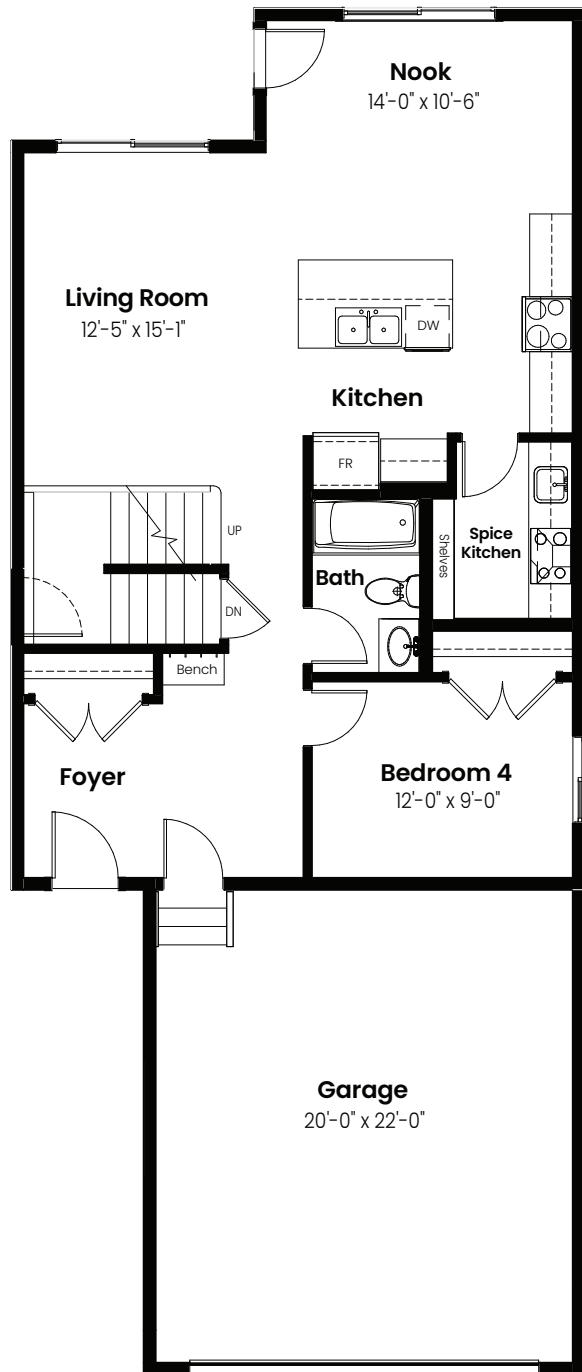 Nook
14'-0" x 10'-6"
Living Room
12'-5" x 15'-1"
DW
Kitchen
FR
UP
Shelves
Spice
Kitchen
Bath
DN
Bench
Foyer
Bedroom 4
12'-0" x 9'-0"
Garage
20'-0" x 22'-0"